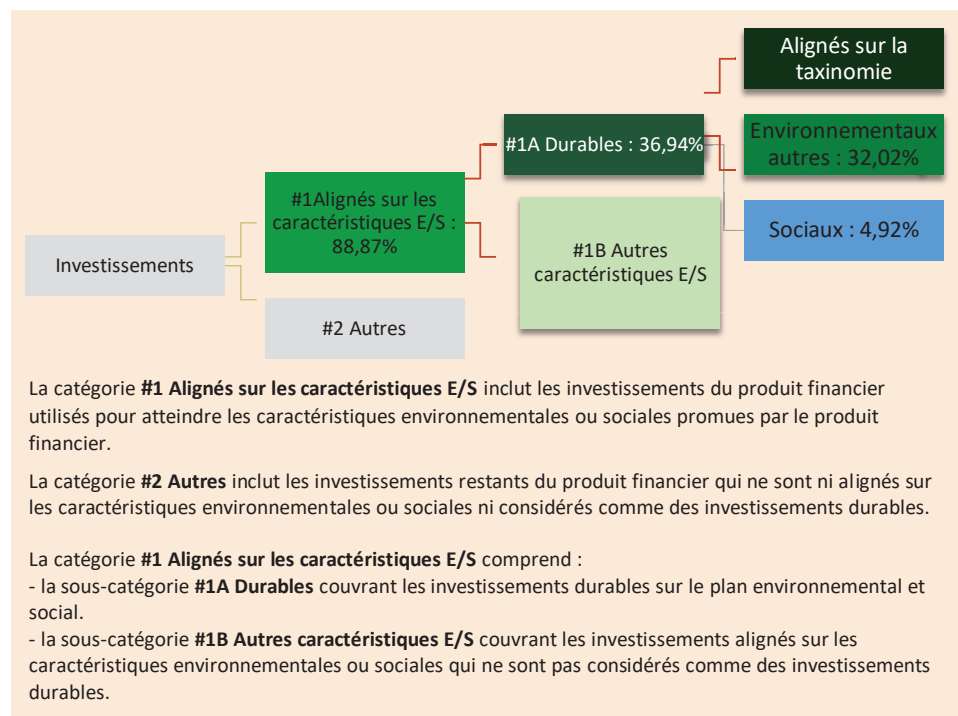 Alignés sur la
taxinomie
#1A Durables : 36,94%
Environnementaux
autres : 32,02%
#1Alignés sur les
caractéristiques E/S :
88,87%
Sociaux : 4,92%
Investissements
#1B Autres
caractéristiques E/S
#2 Autres
La catégorie #1 Alignés sur les caractéristiques E/S inclut les investissements du produit financier
utilisés pour atteindre les caractéristiques environnementales ou sociales promues par le produit
financier.
La catégorie #2 Autres inclut les investissements restants du produit financier qui ne sont ni alignés sur
les caractéristiques environnementales ou sociales ni considérés comme des investissements durables.
La catégorie #1 Alignés sur les caractéristiques E/S comprend :
- la sous-catégorie #1A Durables couvrant les investissements durables sur le plan environnemental et
social.
- la sous-catégorie #1B Autres caractéristiques E/S couvrant les investissements alignés sur les
caractéristiques environnementales ou sociales qui ne sont pas considérés comme des investissements
durables.